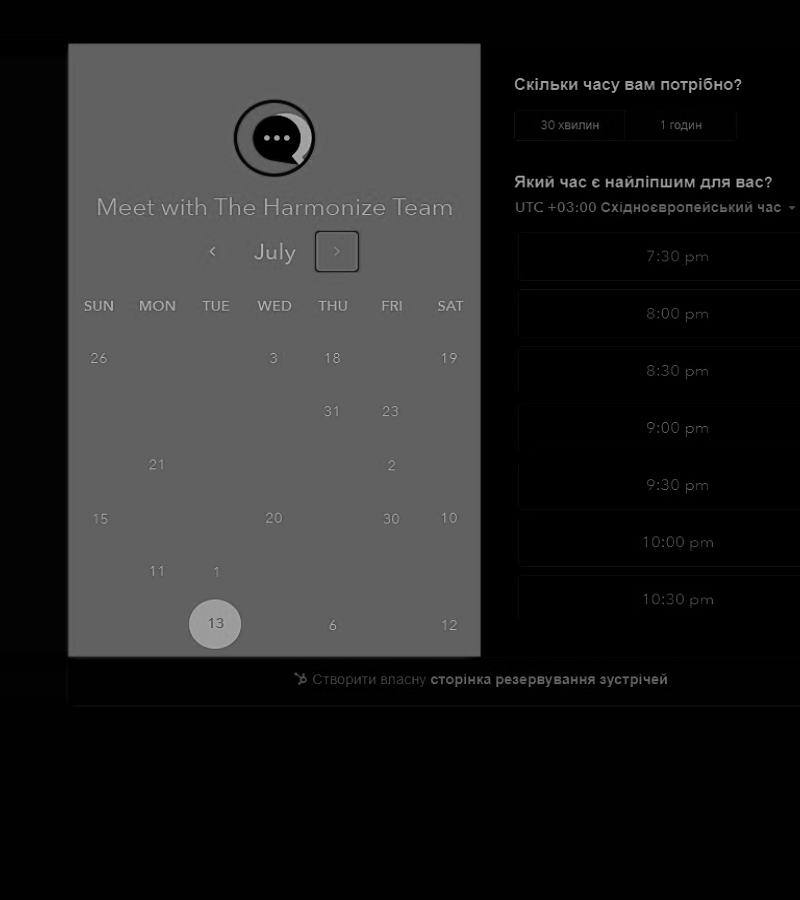 Meet with The Harmonize Team
July
SUN MON TUE WED THU FRI SAT
26 3 18 19
31 23
21 2
15 20 30 10
11 1
13 6 12
Скільки часу вам потрібно?
30 хвилин 1 годин
Який час є найліпшим для вас?
UTC +03:00 Східноєвропейський час
7:30 pm
8:00 pm
8:30 pm
9:00 pm
9:30 pm
10:00 pm
10:30 pm
Створити власну сторінка резервування зустрічей